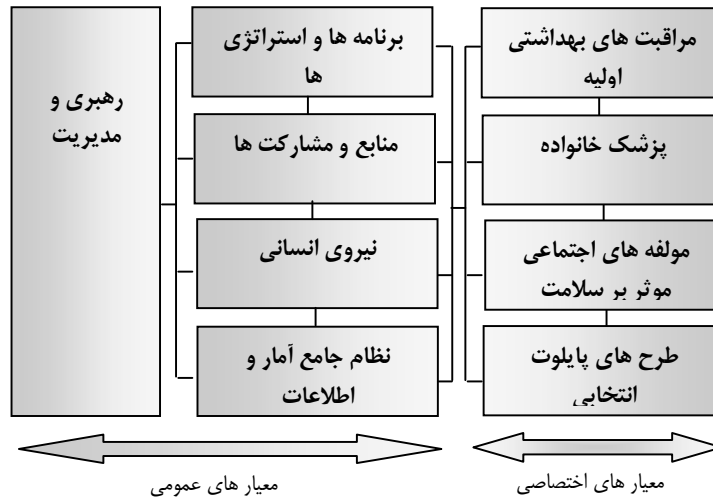 رهبری و
مدیریت
برنامه ها و استراتژی
ها
منابع و مشارکت ها
نیروی انسانی
نظام جامع آمار و
اطلاعات
مراقبت های بهداشتی
اولیه
پزشک خانواده
مولفه های اجتماعی
موثر بر سلامت
طرح های پایلوت
انتخابی
معیار های عمومی
معیار های اختصاصی